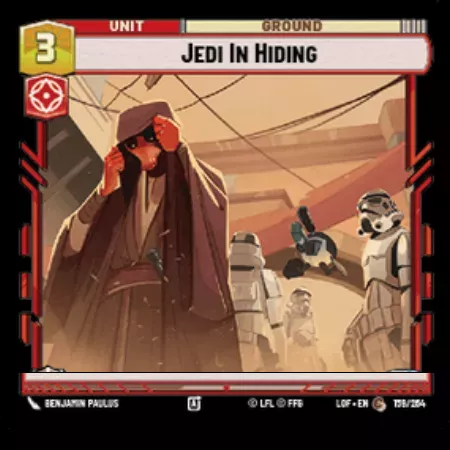 UNIT
GROUND
3
JEDI IN HIDING
BENJAMIN PAULUS
© LFL © FFG
LOF • EN